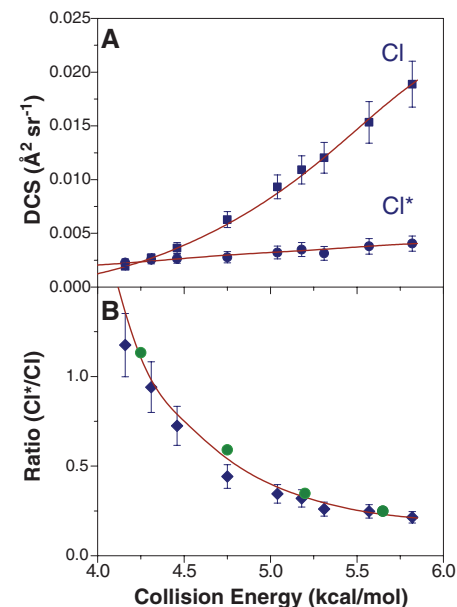 A
0.025
0.020
0.015
0.010
0.005
0.000
DCS (Å² sr⁻¹)
Cl
Cl*
B
1.0
0.5
0.0
Ratio (Cl*/Cl)
4.0 4.5 5.0 5.5 6.0
Collision Energy (kcal/mol)